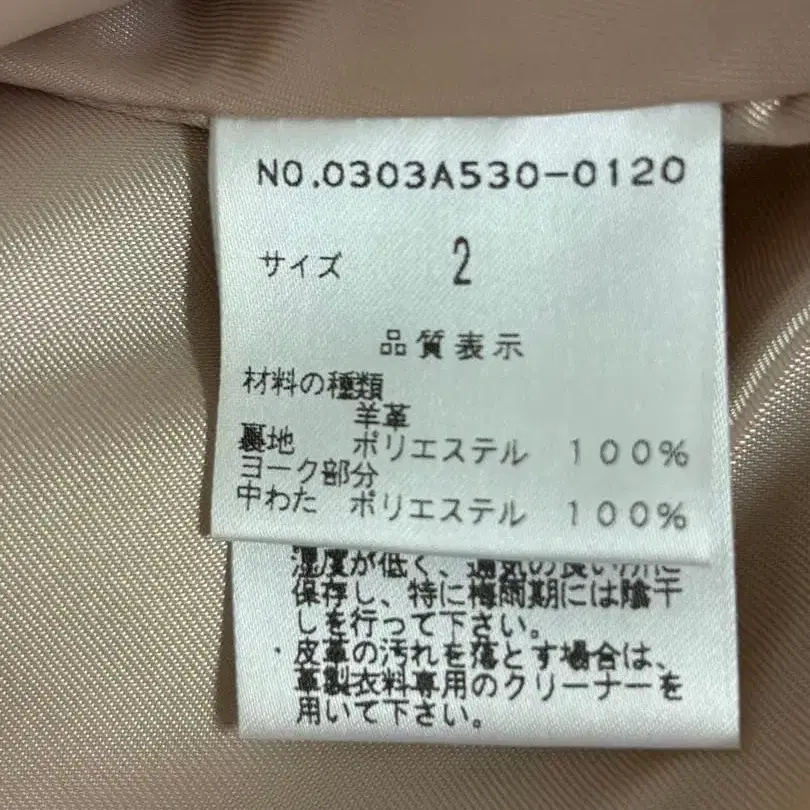 NO.0303A530-0120
サイズ 2
品質表示
材料の種類
羊革
裏地 ポリエステル 100%
ヨーク部分
中わた ポリエステル 100%
湿度が低く、通気の良い所に
保存し、特に梅雨期には陰干
しを行って下さい。
・皮革の汚れを落とす場合は、
革製衣料専用のクリーナーを
用いて下さい。